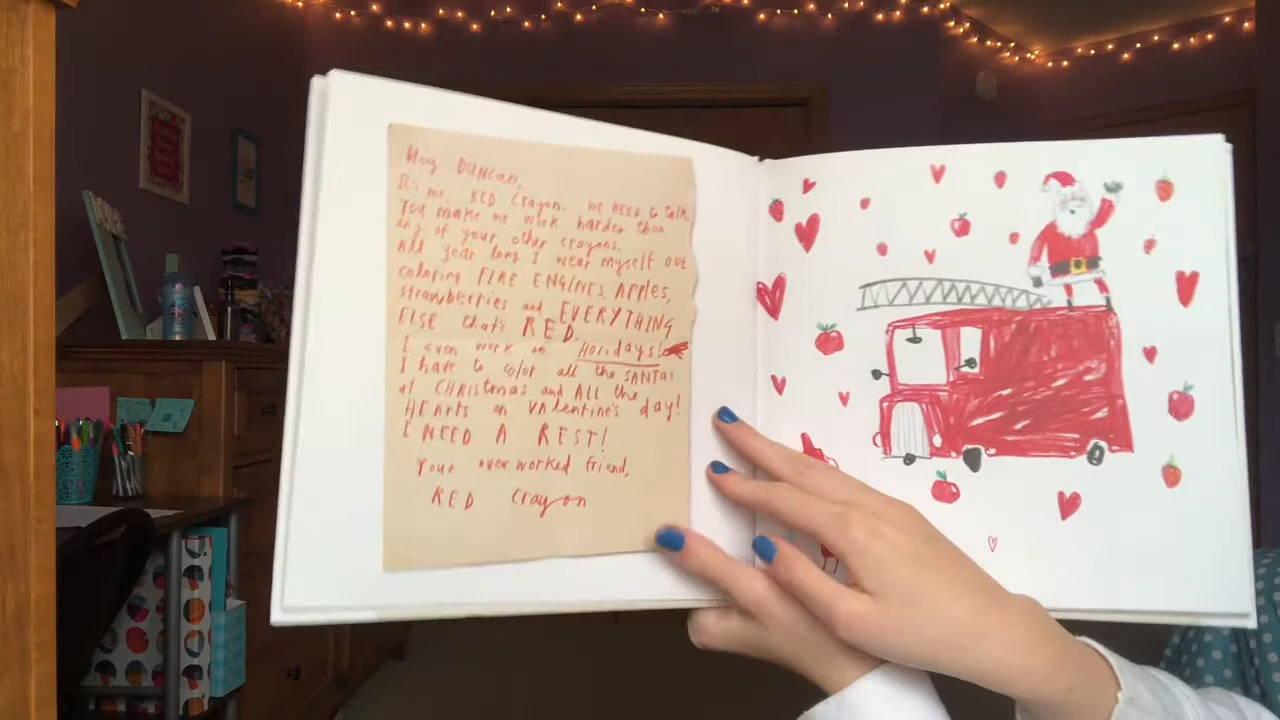 Hey DUNCAN,
It's me, RED Crayon. WE NEED to talk.
You make me work harder than
any of your other crayons.
All year long I wear myself out
coloring FIRE ENGINES, Apples,
strawberries and EVERYTHING
ELSE that's RED.
I even work on HOLidays!
I have to color all the SANTAS
at CHRistmas and ALL the
HEARts on VAlentine's day!
I NEED A REST!
Your overworked friend,
RED Crayon